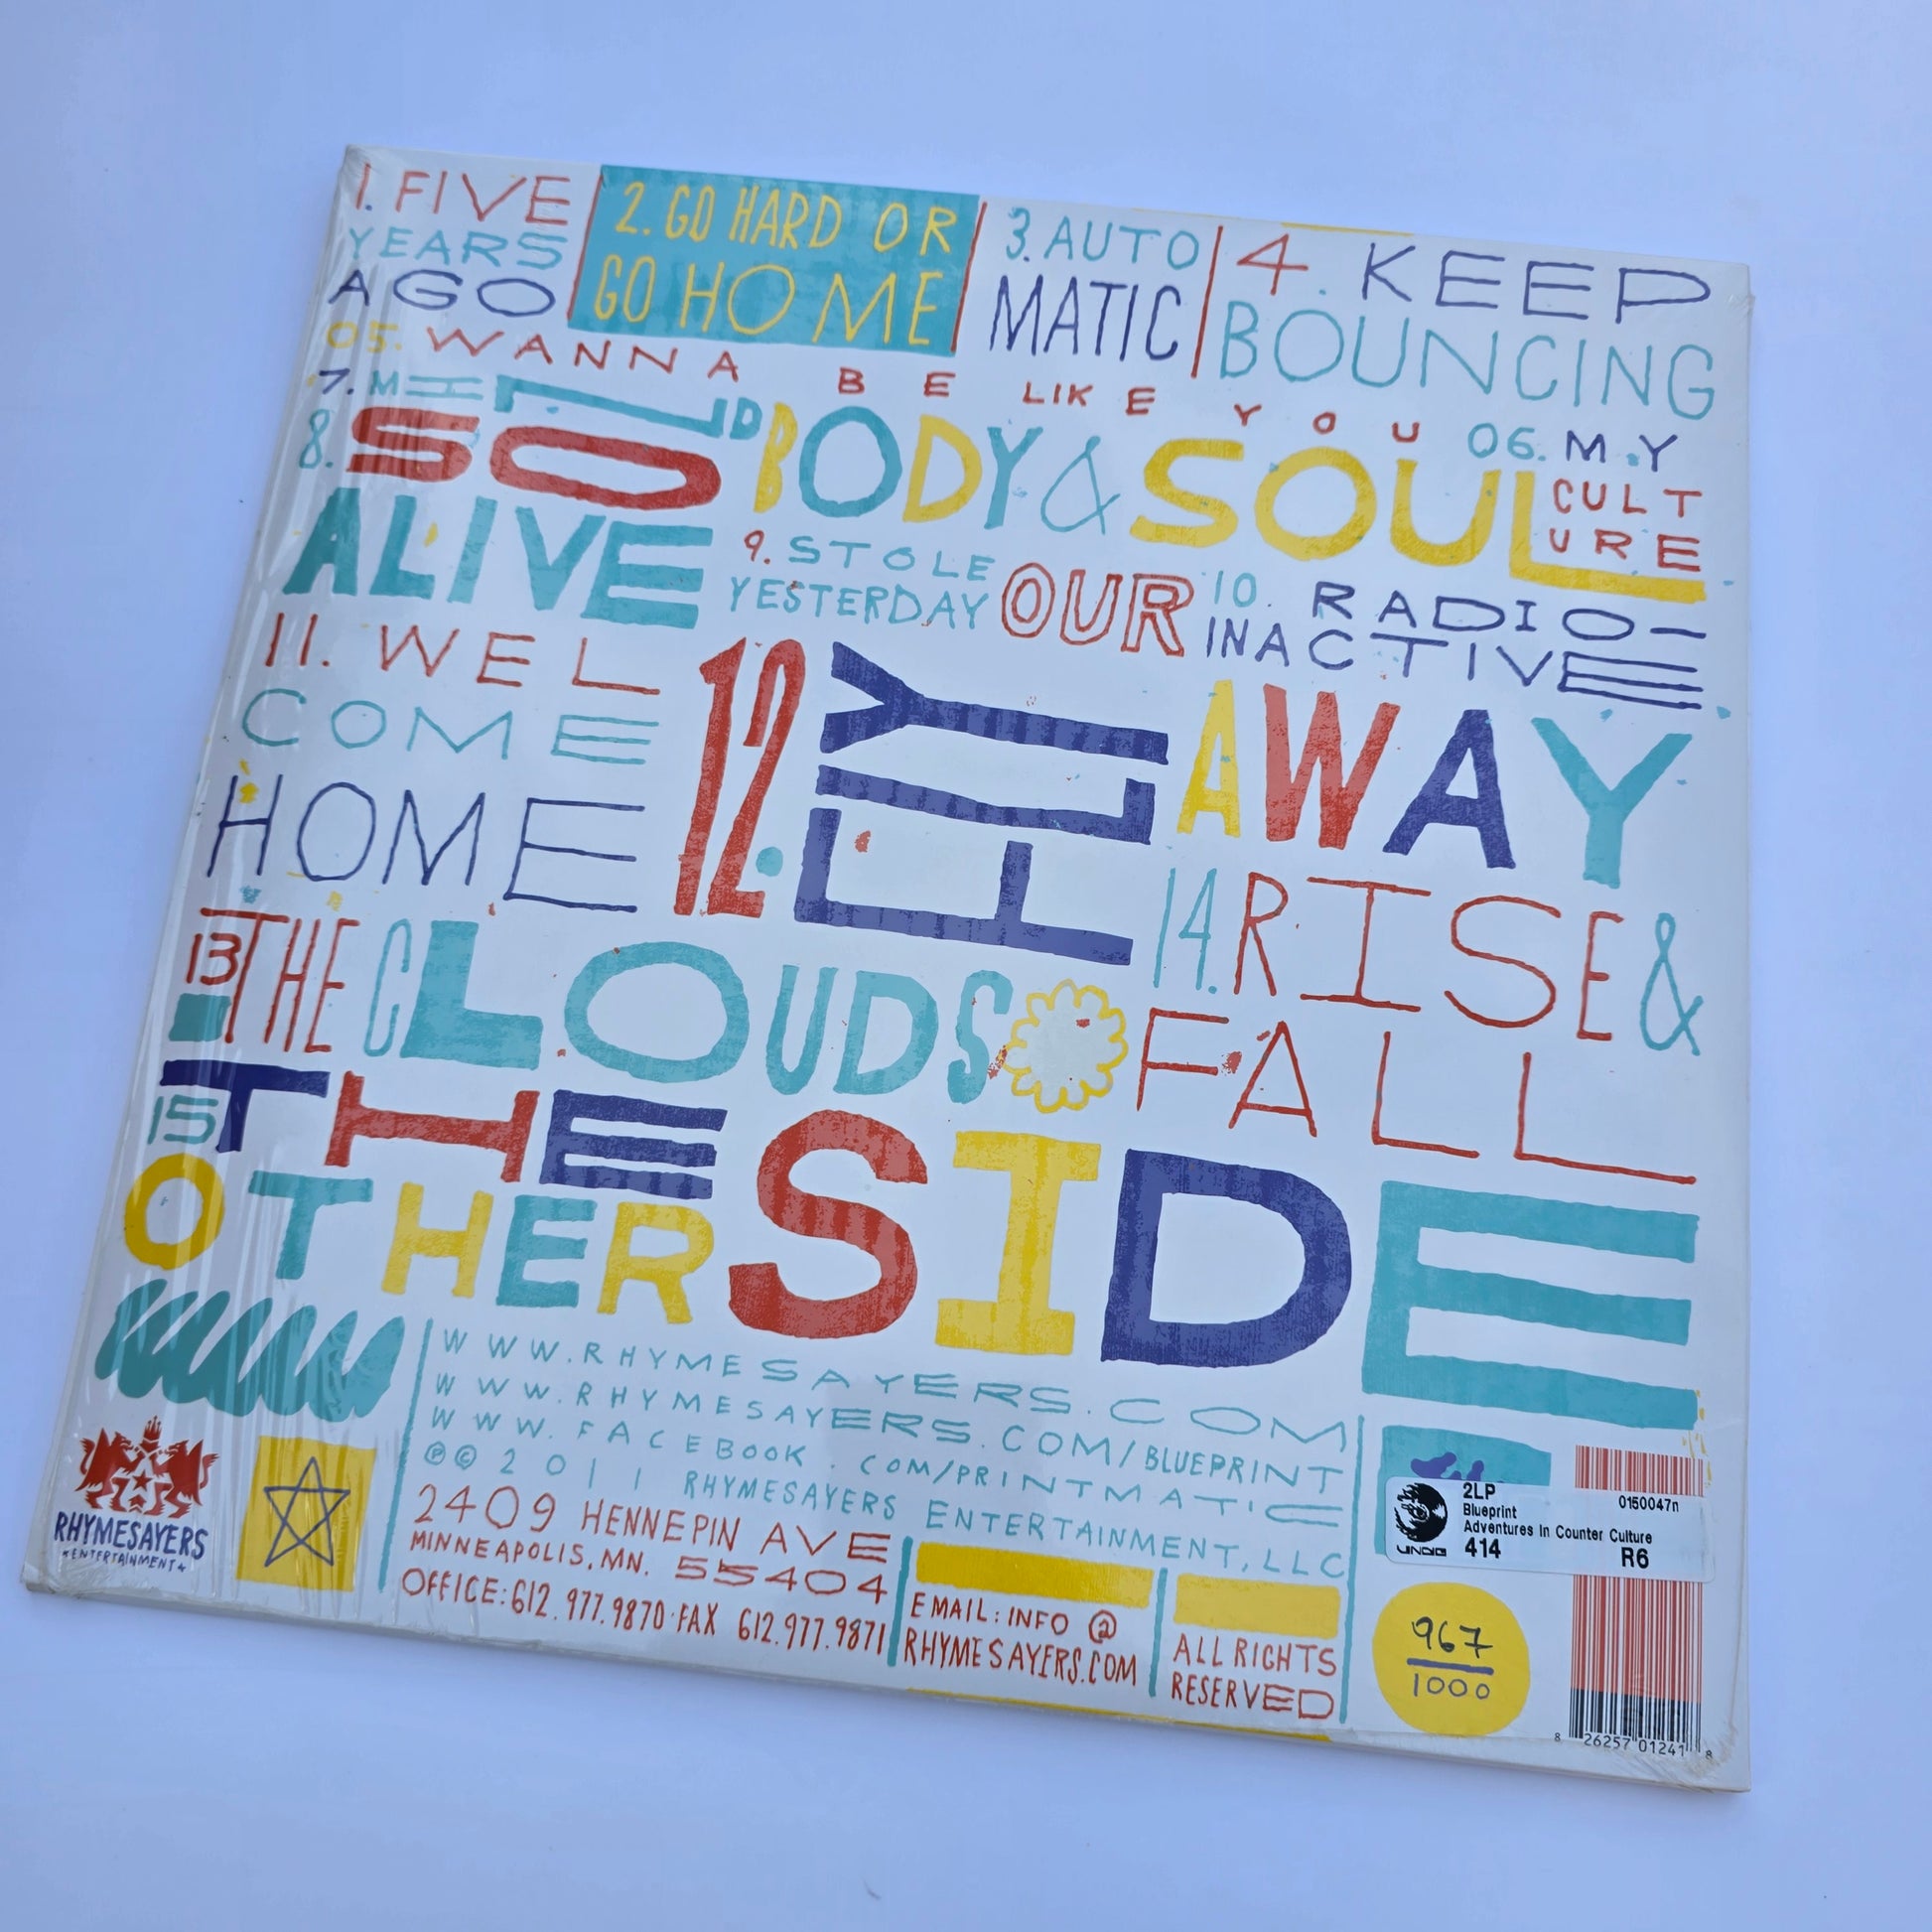 1. FIVE
YEARS
AGO
2. GO HARD OR
GO HOME
3. AUTO
MATIC
4. KEEP
BOUNCING
05. WANNA BE LIKE YOU
06. MY
CULT
URE
7. MIND BODY & SOUL
8. SO
ALIVE
9. STOLE
YESTERDAY OUR
10. RADIO-
INACTIVE
11. WEL
COME
HOME
12. FLY AWAY
13 THE CLOUDS
14. RISE &
FALL
15 THE
OTHER SIDE
WWW.RHYMESAYERS.COM
WWW.RHYMESAYERS.COM/BLUEPRINT
WWW.FACEBOOK.COM/PRINTMATIC
℗© 2011 RHYMESAYERS ENTERTAINMENT, LLC
2409 HENNEPIN AVE
MINNEAPOLIS, MN. 55404
OFFICE: 612.977.9870 · FAX 612.977.9871
EMAIL: INFO @
RHYMESAYERS.COM
ALL RIGHTS
RESERVED
RHYMESAYERS
ENTERTAINMENT
2LP
0150047n
Blueprint
Adventures In Counter Culture
414 R6
967
1000
8 26257 01241 8